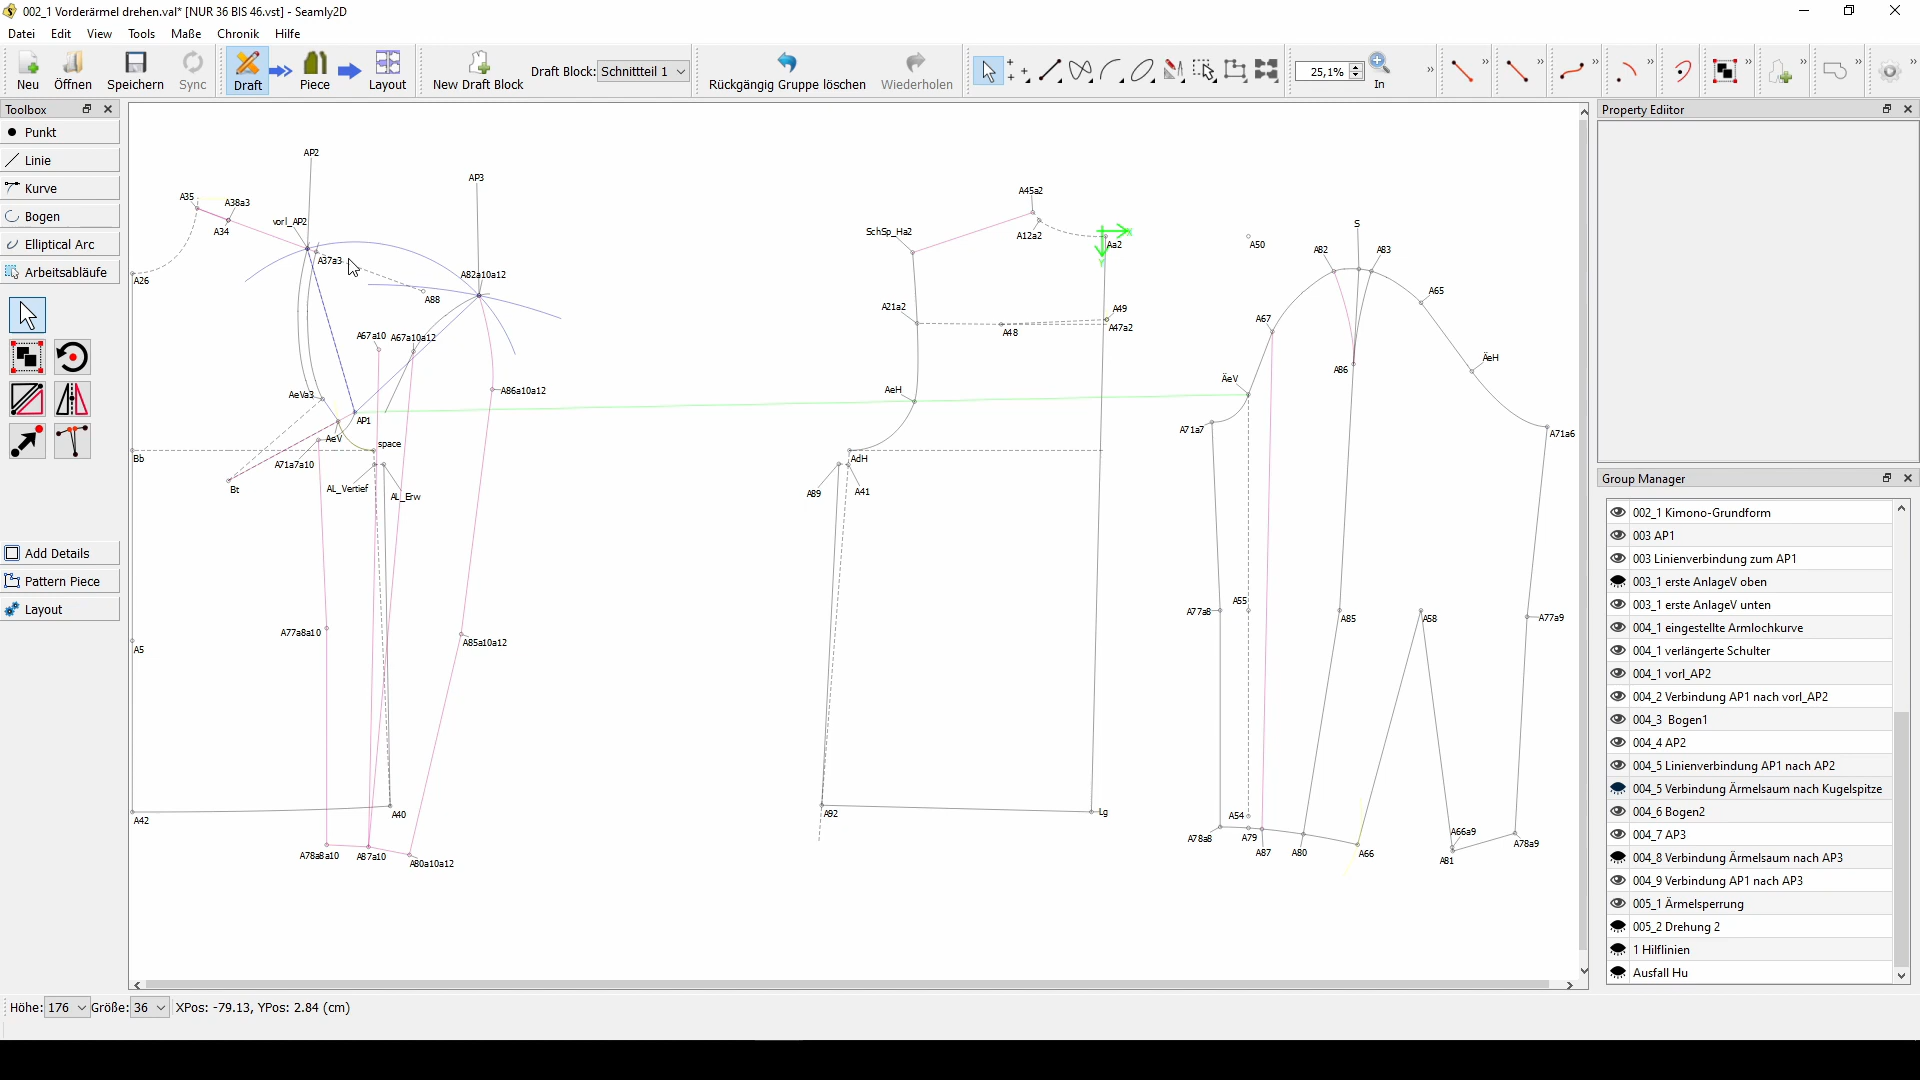 002_1 Vorderärmel drehen.val* [NUR 36 BIS 46.vst] - Seamly2D
Datei Edit View Tools Maße Chronik Hilfe
Neu Öffnen Speichern Sync Draft Piece Layout New Draft Block Draft Block: Schnittteil 1 Rückgängig Gruppe löschen Wiederholen 25,1% In
Toolbox
Punkt
Linie
Kurve
Bogen
Elliptical Arc
Arbeitsabläufe
Add Details
Pattern Piece
Layout
AP2
AP3
A35
A38a3
A34
vorl_AP2
A37a3
A26
A88
A82a10a12
A67a10
A67a10a12
A86a10a12
AeVa3
AP1
AeV
space
A71a7a10
Bb
Bt
AL_Vertief
AL_Erw
A77a8a10
A85a10a12
A5
A42
A40
A78a8a10
A87a10
A80a10a12
A45a2
SchSp_Ha2
A12a2
Aa2
X
Y
A21a2
A49
A48
A47a2
AeH
AdH
A89
A41
A92
Lg
A50
S
A82
A83
A65
A67
A86
ÄeH
ÄeV
A71a7
A71a6
A77a8
A55
A85
A58
A77a9
A54
A78a8
A79
A87
A80
A66
A66a9
A81
A78a9
Property Ediitor
Group Manager
002_1 Kimono-Grundform
003 AP1
003 Linienverbindung zum AP1
003_1 erste AnlageV oben
003_1 erste AnlageV unten
004_1 eingestellte Armlochkurve
004_1 verlängerte Schulter
004_1 vorl_AP2
004_2 Verbindung AP1 nach vorl_AP2
004_3 Bogen1
004_4 AP2
004_5 Linienverbindung AP1 nach AP2
004_5 Verbindung Ärmelsaum nach Kugelspitze
004_6 Bogen2
004_7 AP3
004_8 Verbindung Ärmelsaum nach AP3
004_9 Verbindung AP1 nach AP3
005_1 Ärmelsperrung
005_2 Drehung 2
1 Hilflinien
Ausfall Hu
Höhe: 176 Größe: 36 XPos: -79.13, YPos: 2.84 (cm)